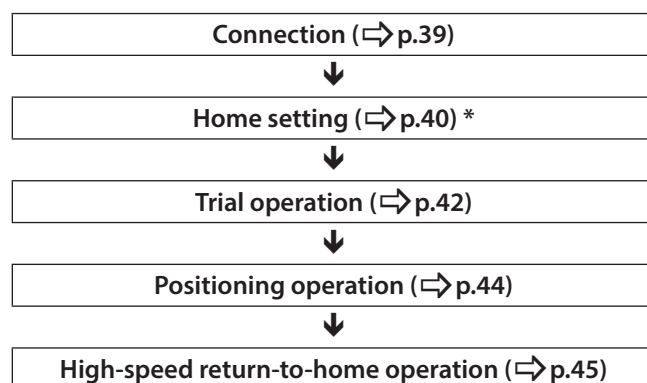 Connection (⇨p.39)
Home setting (⇨p.40) *
Trial operation (⇨p.42)
Positioning operation (⇨p.44)
High-speed return-to-home operation (⇨p.45)